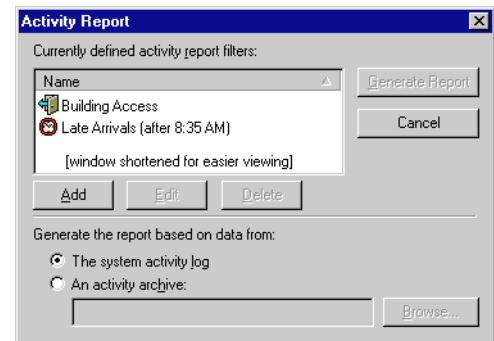 Activity Report
Currently defined activity report filters:
Name
Generate Report
Building Access
Late Arrivals (after 8:35 AM)
Cancel
[window shortened for easier viewing]
Add Edit Delete
Generate the report based on data from:
The system activity log
An activity archive:
Browse...